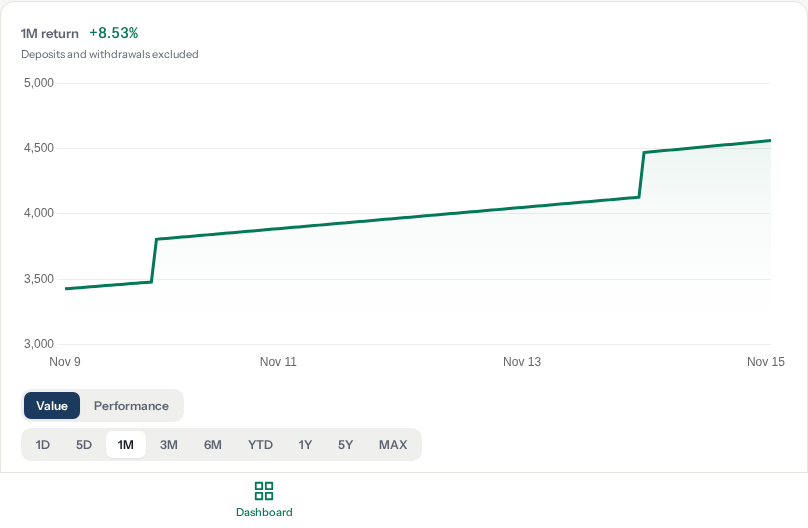 1M return +8.53%
Deposits and withdrawals excluded
5,000
4,500
4,000
3,500
3,000
Nov 9 Nov 11 Nov 13 Nov 15
Value Performance
1D 5D 1M 3M 6M YTD 1Y 5Y MAX
Dashboard